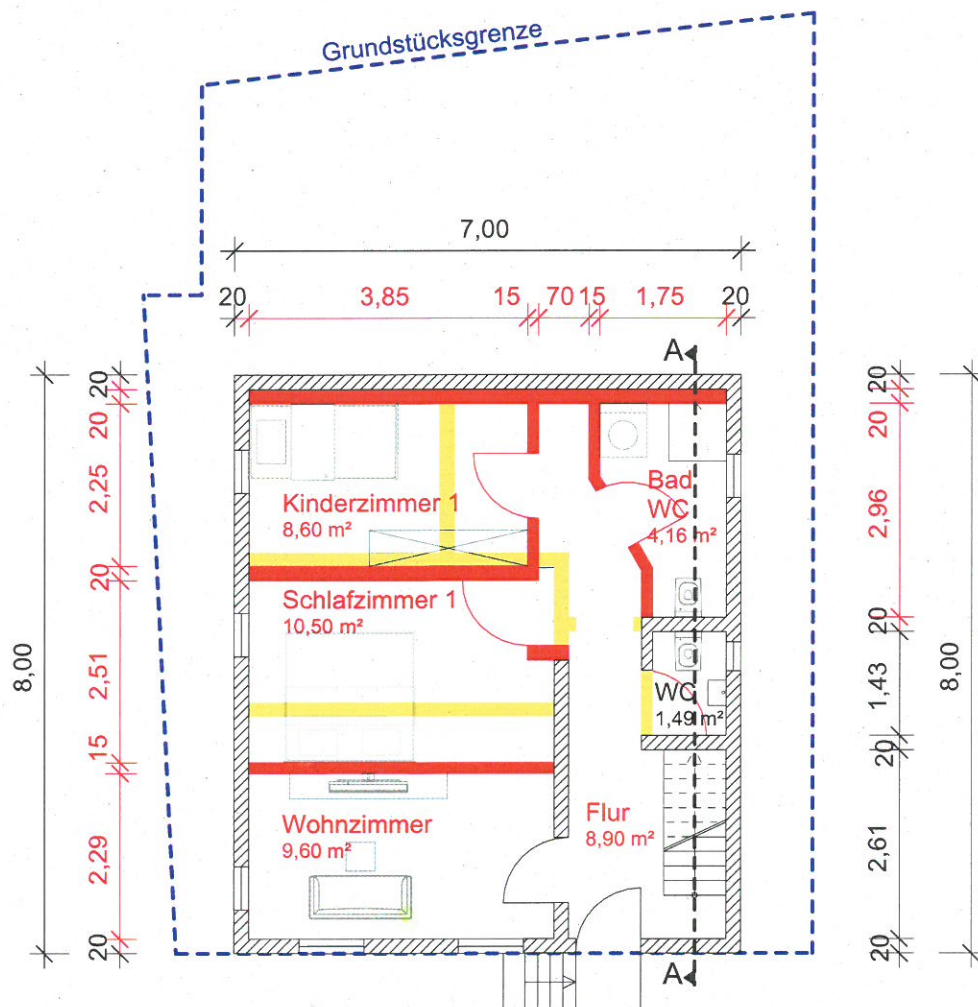 Grundstücksgrenze
7,00
20 3,85 15 70 15 1,75 20
A
20
20
2,25
20
2,51
15
2,29
20
8,00
Kinderzimmer 1
8,60 m²
Bad
WC
4,16 m²
Schlafzimmer 1
10,50 m²
WC
1,49 m²
Wohnzimmer
9,60 m²
Flur
8,90 m²
20
20
2,96
20
1,43
20
2,61
20
8,00
A